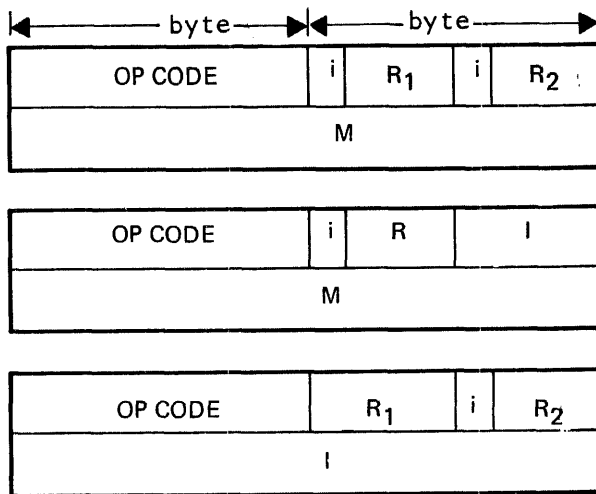 byte byte
OP CODE i R1 i R2
M
OP CODE i R I
M
OP CODE R1 i R2
I